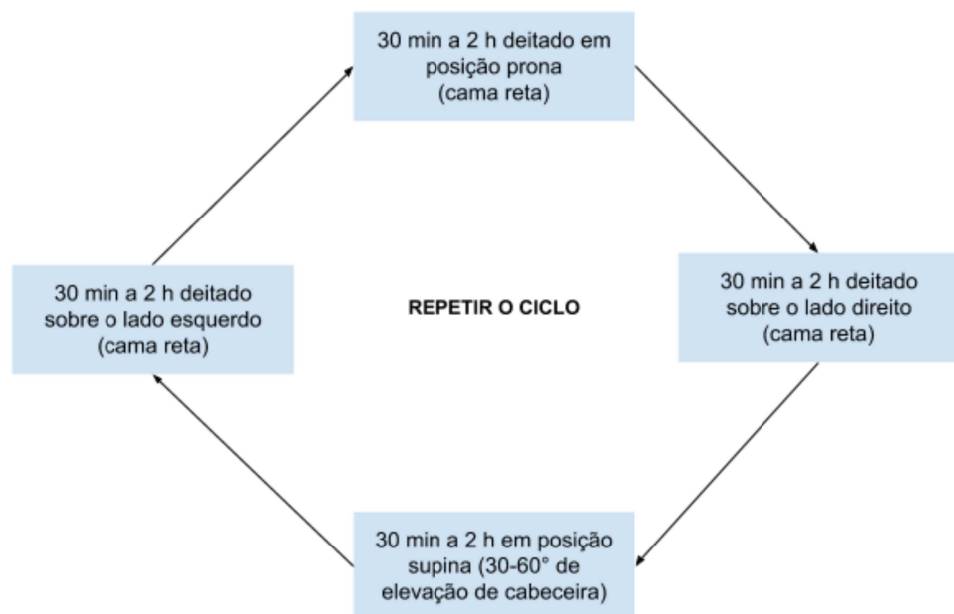 30 min a 2 h deitado em
posição prona
(cama reta)
30 min a 2 h deitado
sobre o lado esquerdo
(cama reta)
REPETIR O CICLO
30 min a 2 h deitado
sobre o lado direito
(cama reta)
30 min a 2 h em posição
supina (30-60° de
elevação de cabeceira)